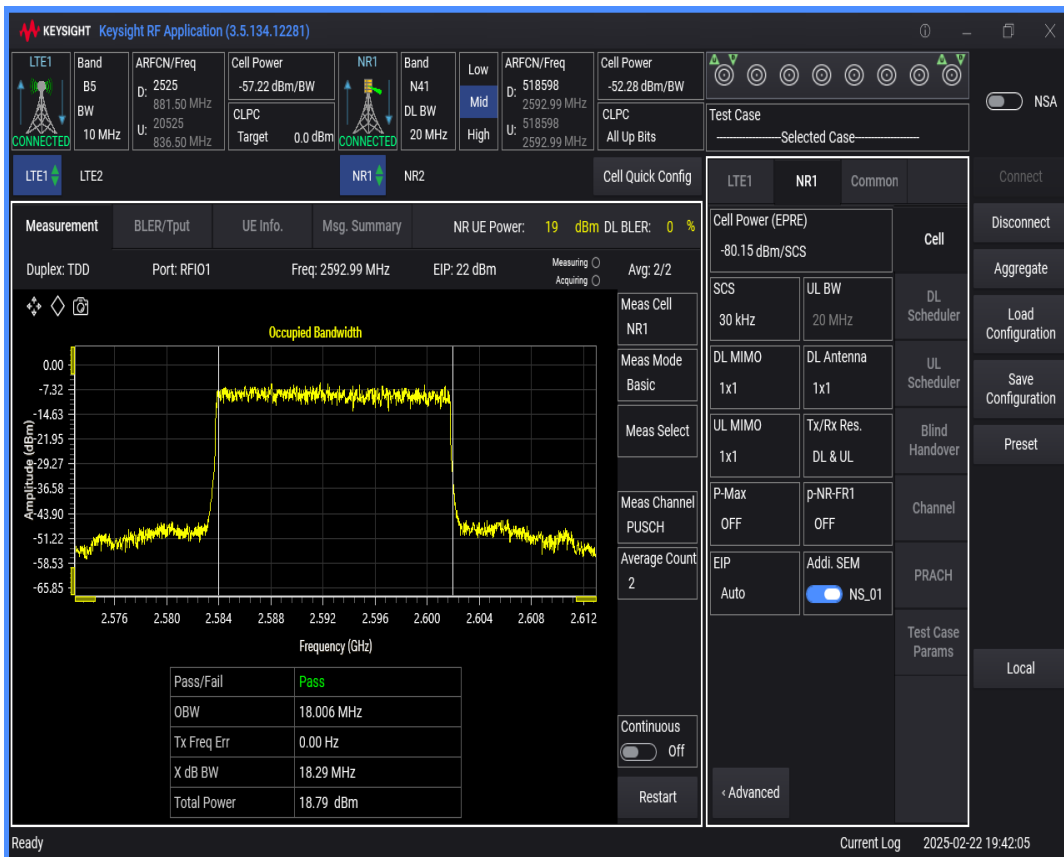 KEYSIGHT Keysight RF Application (3.5.134.12281)
LTE1
CONNECTED
Band
B5
BW
10 MHz
ARFCN/Freq
D: 2525
881.50 MHz
U: 20525
836.50 MHz
Cell Power
-57.22 dBm/BW
CLPC
Target 0.0 dBm
NR1
CONNECTED
Band
N41
DL BW
20 MHz
Low
Mid
High
ARFCN/Freq
D: 518598
2592.99 MHz
U: 518598
2592.99 MHz
Cell Power
-52.28 dBm/BW
CLPC
All Up Bits
Test Case
--------Selected Case--------
NSA
LTE1 LTE2 NR1 NR2 Cell Quick Config
LTE1 NR1 Common
Connect
Disconnect
Aggregate
Load
Configuration
Save
Configuration
Preset
Local
Measurement BLER/Tput UE Info. Msg. Summary NR UE Power: 19 dBm DL BLER: 0 %
Duplex: TDD Port: RFIO1 Freq: 2592.99 MHz EIP: 22 dBm Measuring Avg: 2/2
Acquiring
Occupied Bandwidth
Amplitude (dBm)
0.00
-7.32
-14.63
-21.95
-29.27
-36.58
-43.90
-51.22
-58.53
-65.85
2.576 2.580 2.584 2.588 2.592 2.596 2.600 2.604 2.608 2.612
Frequency (GHz)
Pass/Fail Pass
OBW 18.006 MHz
Tx Freq Err 0.00 Hz
X dB BW 18.29 MHz
Total Power 18.79 dBm
Meas Cell
NR1
Meas Mode
Basic
Meas Select
Meas Channel
PUSCH
Average Count
2
Continuous
Off
Restart
Cell Power (EPRE)
-80.15 dBm/SCS
SCS
30 kHz
UL BW
20 MHz
DL MIMO
1x1
DL Antenna
1x1
UL MIMO
1x1
Tx/Rx Res.
DL & UL
P-Max
OFF
p-NR-FR1
OFF
EIP
Auto
Addi. SEM
NS_01
‹ Advanced
Cell
DL
Scheduler
UL
Scheduler
Blind
Handover
Channel
PRACH
Test Case
Params
Ready Current Log 2025-02-22 19:42:05